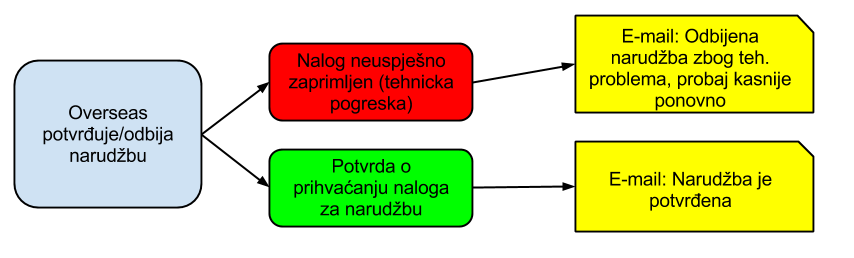 Overseas
potvrđuje/odbija
narudžbu
Nalog neuspješno
zaprimljen (tehnicka
pogreska)
E-mail: Odbijena
narudžba zbog teh.
problema, probaj kasnije
ponovno
Potvrda o
prihvaćanju naloga
za narudžbu
E-mail: Narudžba je
potvrđena